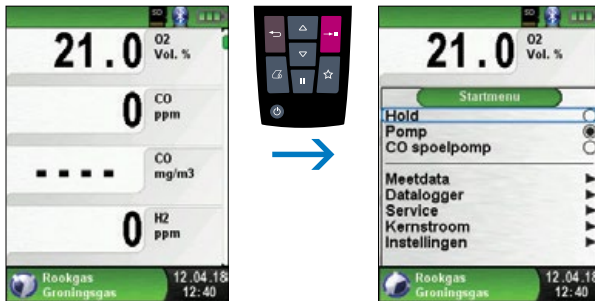 SD
21.0 O2 Vol. %
0 CO ppm
---- CO mg/m3
0 H2 ppm
Rookgas 12.04.18
Groningsgas 12:40
SD
21.0 O2 Vol. %
Startmenu
Hold
Pomp
CO spoelpomp
Meetdata
Datalogger
Service
Kernstroom
Instellingen
Rookgas 12.04.18
Groningsgas 12:40